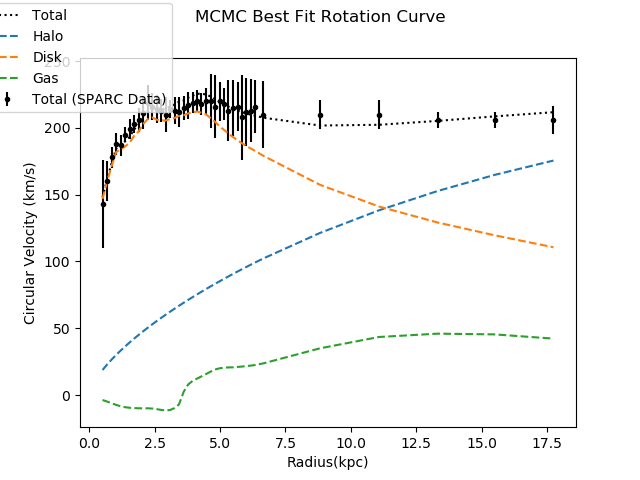 MCMC Best Fit Rotation Curve
Total
Halo
Disk
Gas
Total (SPARC Data)
Circular Velocity (km/s)
250
200
150
100
50
0
0.0 2.5 5.0 7.5 10.0 12.5 15.0 17.5
Radius(kpc)